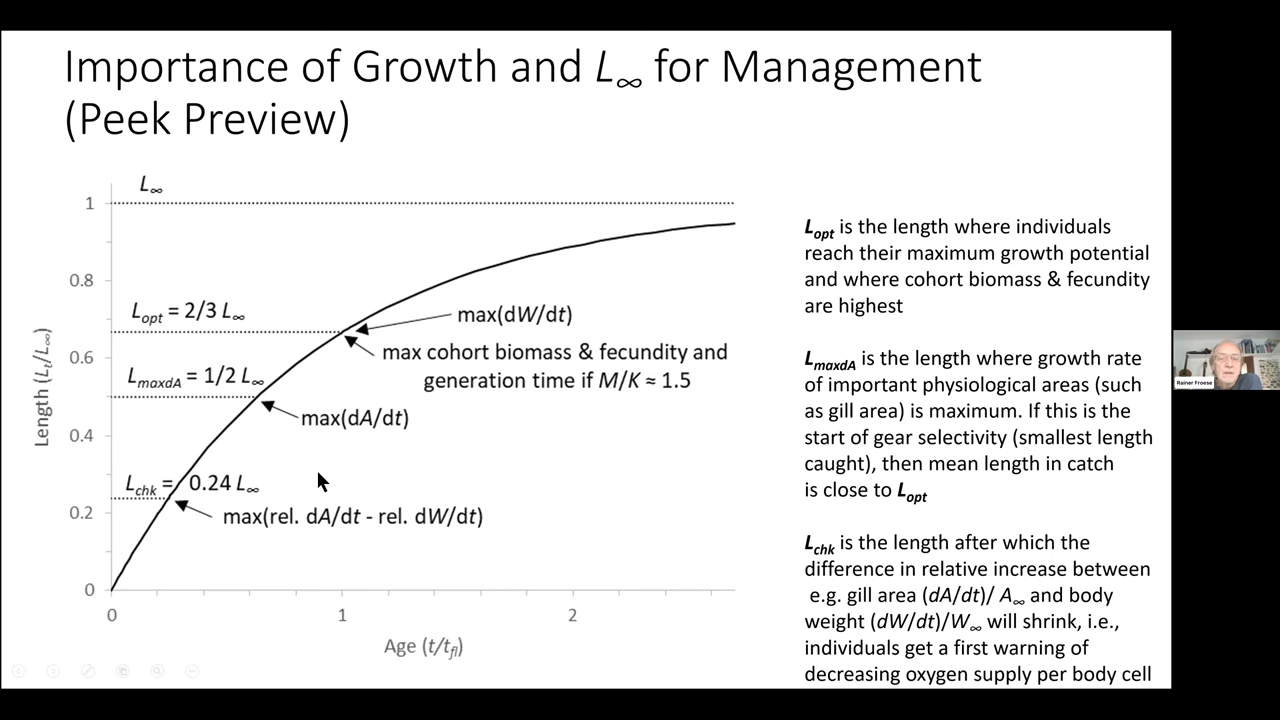 Importance of Growth and L∞ for Management
(Peek Preview)
L∞
1
0.8
0.6
0.4
0.2
0
Length (Lt/L∞)
Lopt = 2/3 L∞
LmaxdA = 1/2 L∞
Lchk = 0.24 L∞
max(dW/dt)
max cohort biomass & fecundity and
generation time if M/K ≈ 1.5
max(dA/dt)
max(rel. dA/dt - rel. dW/dt)
0
1
2
Age (t/tfl)
Lopt is the length where individuals
reach their maximum growth potential
and where cohort biomass & fecundity
are highest
LmaxdA is the length where growth rate
of important physiological areas (such
as gill area) is maximum. If this is the
start of gear selectivity (smallest length
caught), then mean length in catch
is close to Lopt
Lchk is the length after which the
difference in relative increase between
e.g. gill area (dA/dt)/ A∞ and body
weight (dW/dt)/W∞ will shrink, i.e.,
individuals get a first warning of
decreasing oxygen supply per body cell
Rainer Froese